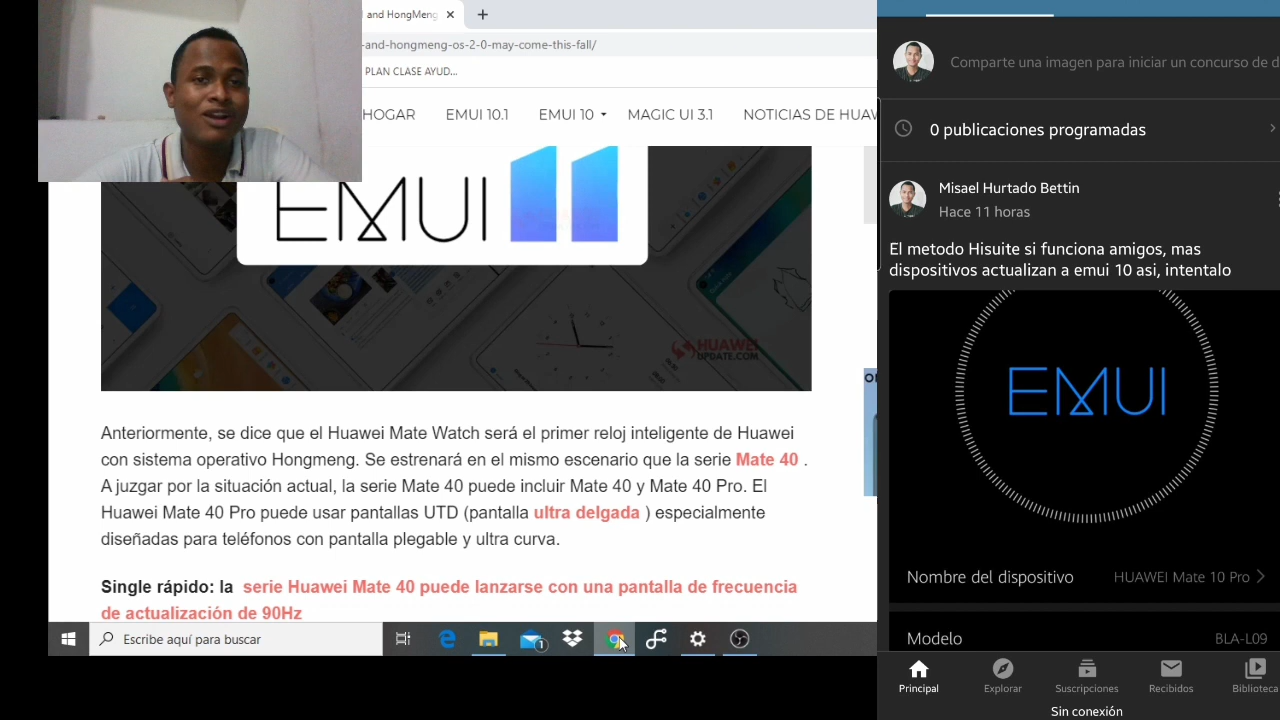 and HongMeng
-and-hongmeng-os-2-0-may-come-this-fall/
PLAN CLASE AYUD...
HOGAR EMUI 10.1 EMUI 10 MAGIC UI 3.1 NOTICIAS DE HUAW
EMUI 11
HUAWEI
UPDATE.COM
Anteriormente, se dice que el Huawei Mate Watch será el primer reloj inteligente de Huawei
con sistema operativo Hongmeng. Se estrenará en el mismo escenario que la serie Mate 40 .
A juzgar por la situación actual, la serie Mate 40 puede incluir Mate 40 y Mate 40 Pro. El
Huawei Mate 40 Pro puede usar pantallas UTD (pantalla ultra delgada ) especialmente
diseñadas para teléfonos con pantalla plegable y ultra curva.
Single rápido: la serie Huawei Mate 40 puede lanzarse con una pantalla de frecuencia
de actualización de 90Hz
Escribe aquí para buscar
1
Comparte una imagen para iniciar un concurso de d
0 publicaciones programadas
Misael Hurtado Bettin
Hace 11 horas
El metodo Hisuite si funciona amigos, mas
dispositivos actualizan a emui 10 asi, intentalo
EMUI
Nombre del dispositivo HUAWEI Mate 10 Pro
Modelo BLA-L09
Principal Explorar Suscripciones Recibidos Biblioteca
Sin conexión